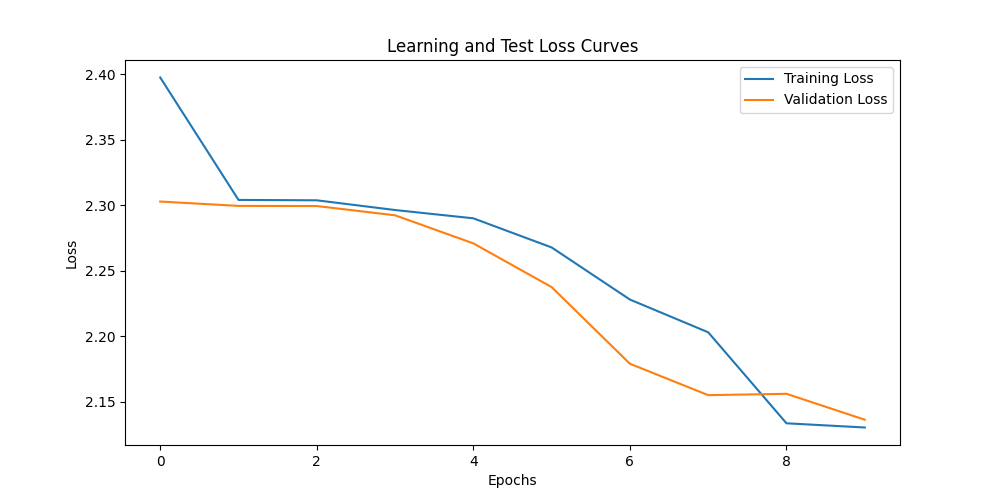 Learning and Test Loss Curves
Training Loss
Validation Loss
2.40
2.35
2.30
2.25
2.20
2.15
Loss
0 2 4 6 8
Epochs